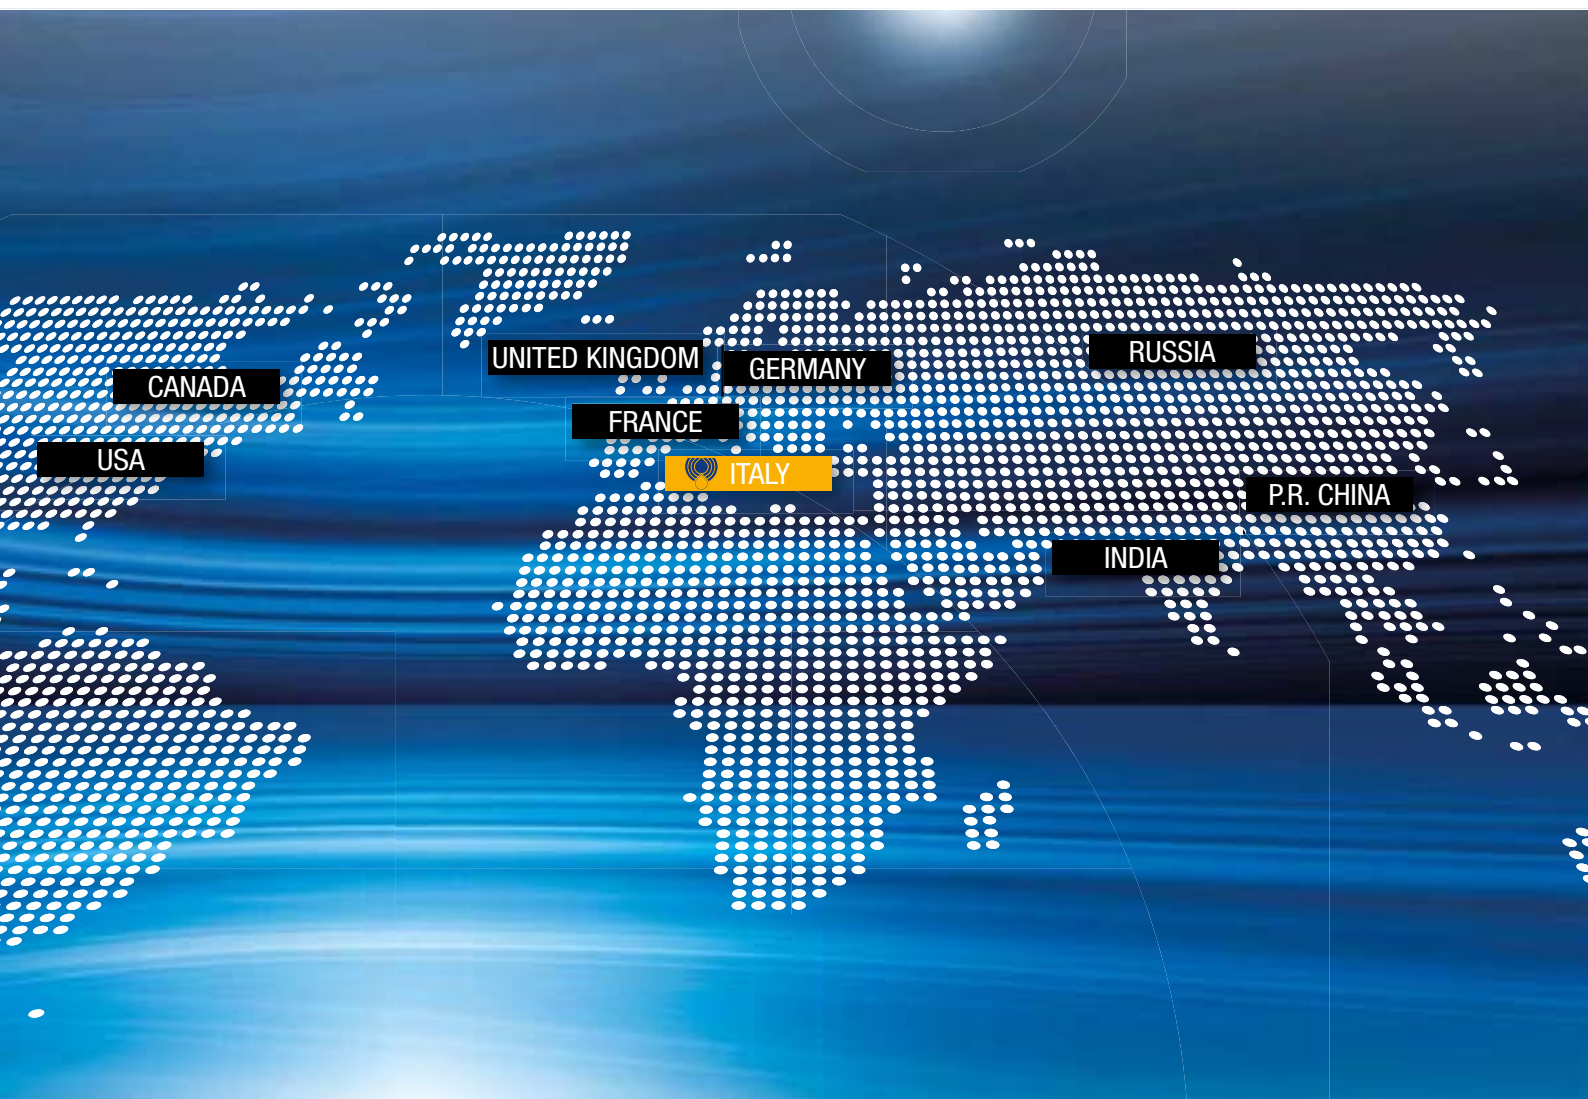 UNITED KINGDOM
GERMANY
RUSSIA
CANADA
FRANCE
USA
ITALY
P.R. CHINA
INDIA